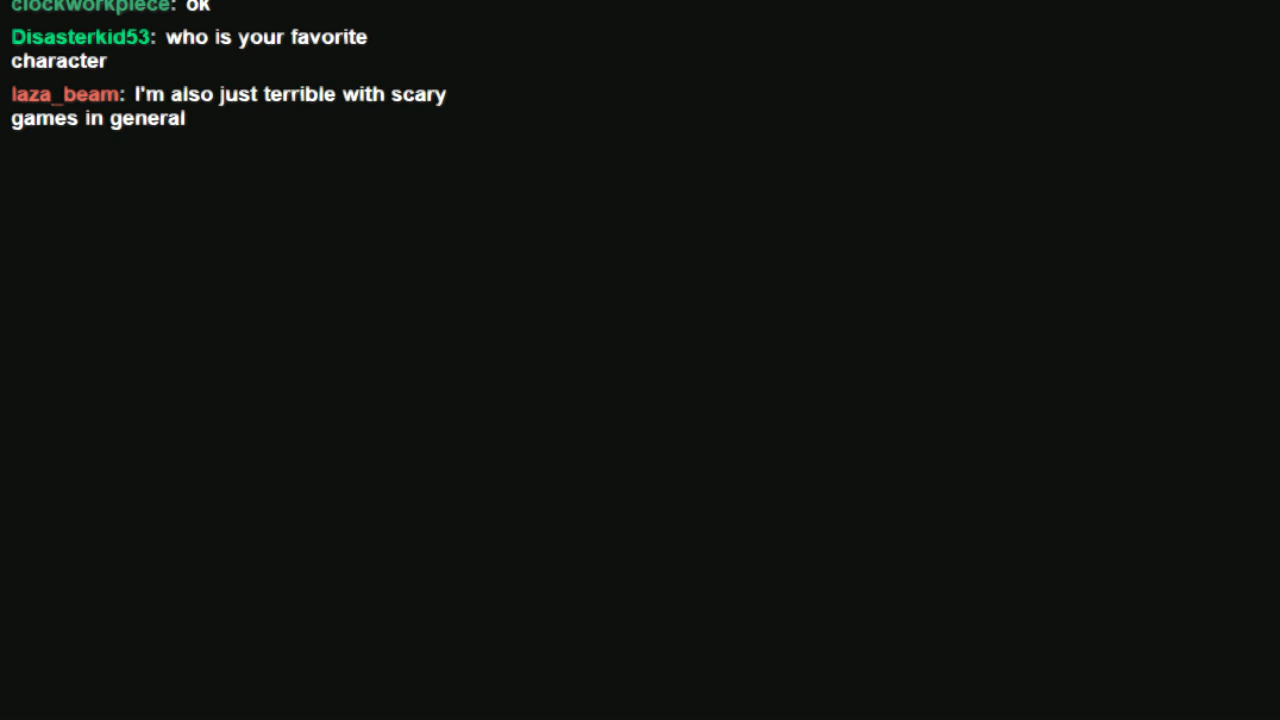 clockworkpiece: ok
Disasterkid53: who is your favorite
character
laza_beam: I'm also just terrible with scary
games in general